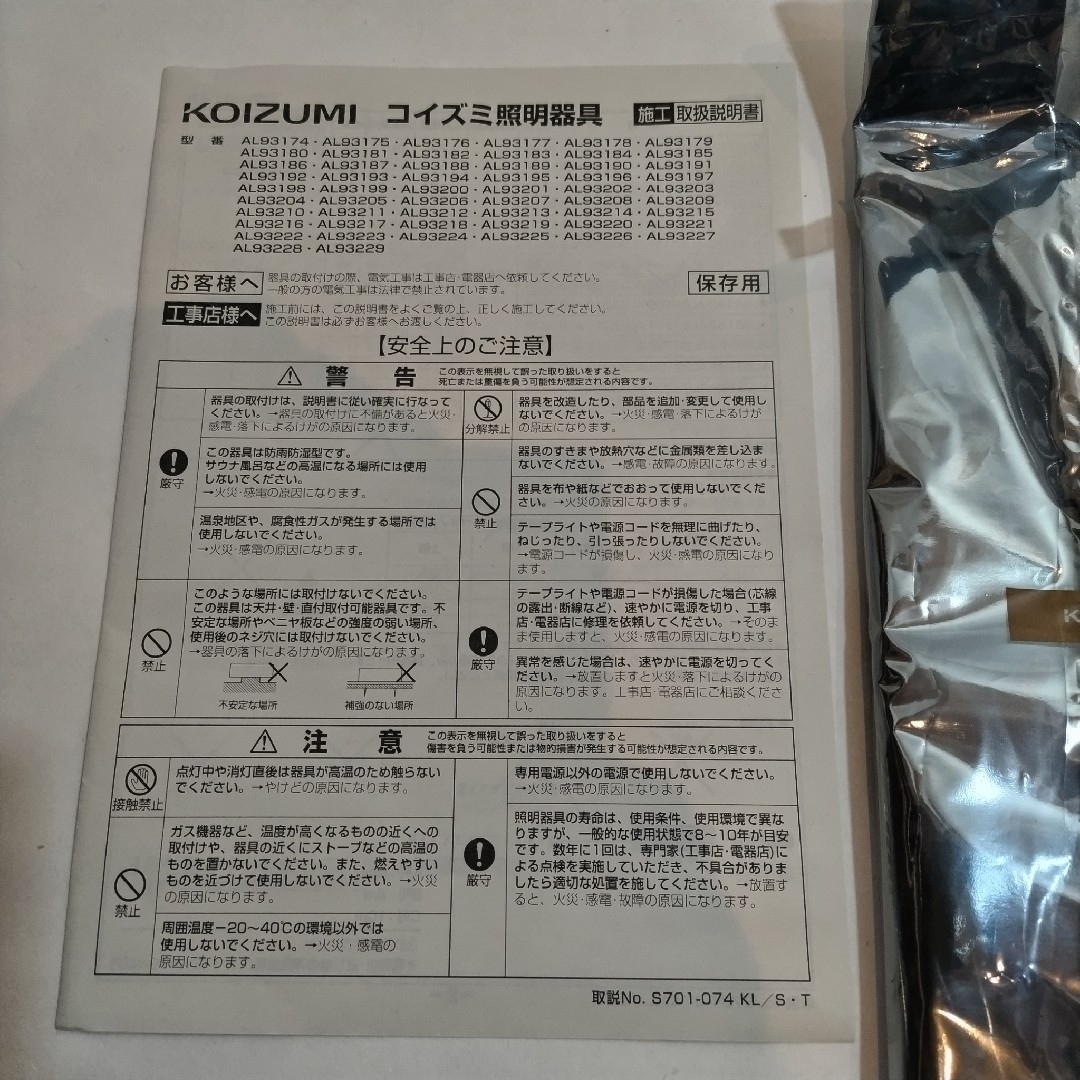 KOIZUMI コイズミ照明器具 施工 取扱説明書
型 番 AL93174・AL93175・AL93176・AL93177・AL93178・AL93179
AL93180・AL93181・AL93182・AL93183・AL93184・AL93185
AL93186・AL93187・AL93188・AL93189・AL93190・AL93191
AL93192・AL93193・AL93194・AL93195・AL93196・AL93197
AL93198・AL93199・AL93200・AL93201・AL93202・AL93203
AL93204・AL93205・AL93206・AL93207・AL93208・AL93209
AL93210・AL93211・AL93212・AL93213・AL93214・AL93215
AL93216・AL93217・AL93218・AL93219・AL93220・AL93221
AL93222・AL93223・AL93224・AL93225・AL93226・AL93227
AL93228・AL93229
お客様へ 器具の取付けの際、電気工事は工事店・電器店へ依頼してください。
一般の方の電気工事は法律で禁止されています。
保存用
工事店様へ 施工前には、この説明書をよくご覧の上、正しく施工してください。
この説明書は必ずお客様へお渡しください。
【安全上のご注意】
警 告 この表示を無視して誤った取り扱いをすると
死亡または重傷を負う可能性が想定される内容です。
厳守
器具の取付けは、説明書に従い確実に行なって
ください。→器具の取付けに不備があると火災・
感電・落下によるけがの原因になります。
この器具は防雨防湿型です。
サウナ風呂などの高温になる場所には使用
しないでください。
→火災・感電の原因になります。
温泉地区や、腐食性ガスが発生する場所では
使用しないでください。
→火災・感電の原因になります。
禁止
このような場所には取付けないでください。
この器具は天井・壁・直付取付可能器具です。不
安定な場所やベニヤ板などの強度の弱い場所、
使用後のネジ穴には取付けないでください。
→器具の落下によるけがの原因になります。
不安定な場所 補強のない場所
分解禁止
器具を改造したり、部品を追加・変更して使用し
ないでください。→火災・感電・落下によるけが
の原因になります。
禁止
器具のすきまや放熱穴などに金属類を差し込ま
ないでください。→感電・故障の原因になります。
器具を布や紙などでおおって使用しないでくだ
さい。→火災の原因になります。
テープライトや電源コードを無理に曲げたり、
ねじったり、引っ張ったりしないでください。
→電源コードが損傷し、火災・感電の原因になり
ます。
厳守
テープライトや電源コードが損傷した場合(芯線
の露出・断線など)、速やかに電源を切り、工事
店・電器店に修理を依頼してください。→そのま
ま使用しますと、火災・感電の原因になります。
異常を感じた場合は、速やかに電源を切ってく
ださい。→放置しますと火災・落下によるけがの
原因になります。工事店・電器店にご相談くださ
い。
注 意 この表示を無視して誤った取り扱いをすると
傷害を負う可能性または物的損害が発生する可能性が想定される内容です。
接触禁止
点灯中や消灯直後は器具が高温のため触らない
でください。→やけどの原因になります。
禁止
ガス機器など、温度が高くなるものの近くへの
取付けや、器具の近くにストーブなどの高温の
ものを置かないでください。また、燃えやすい
ものを近づけて使用しないでください。→火災
の原因になります。
周囲温度－20～40℃の環境以外では
使用しないでください。→火災・感電の
原因になります。
厳守
専用電源以外の電源で使用しないでください。
→火災・感電の原因になります。
照明器具の寿命は、使用条件、使用環境で異な
りますが、一般的な使用状態で8～10年が目安
です。数年に1回は、専門家(工事店・電器店)に
よる点検を実施していただき、不具合がありま
したら適切な処置を施してください。→放置す
ると、火災・感電・故障の原因になります。
取説No. S701-074 KL／S・T